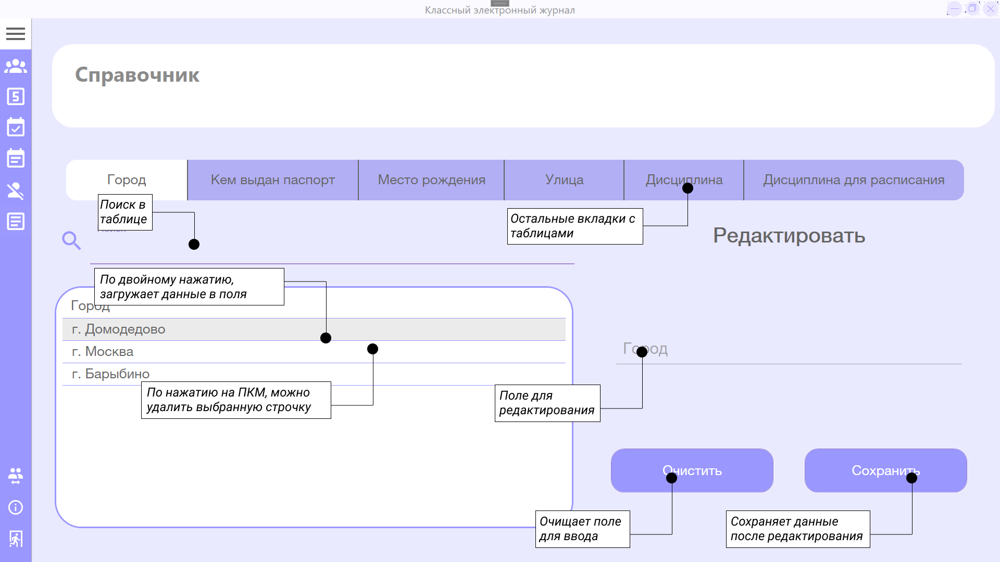 Классный электронный журнал
Справочник
Город
Кем выдан паспорт
Место рождения
Улица
Дисциплина
Дисциплина для расписания
Поиск в
таблице
Остальные вкладки с
таблицами
Редактировать
По двойному нажатию,
загружает данные в поля
Город
г. Домодедово
г. Москва
г. Барыбино
По нажатию на ПКМ, можно
удалить выбранную строчку
Город
Поле для
редактирования
Очистить
Сохранить
Очищает поле
для ввода
Сохраняет данные
после редактирования